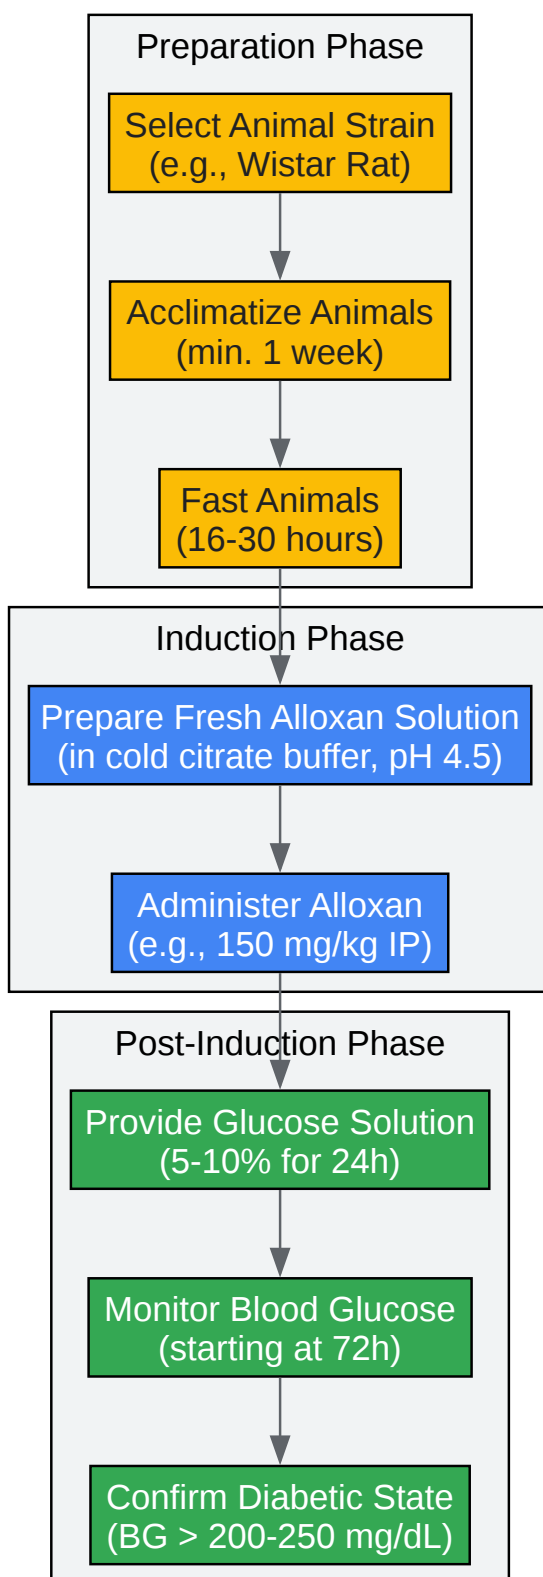 Preparation Phase
Select Animal Strain
(e.g., Wistar Rat)
Acclimatize Animals
(min. 1 week)
Fast Animals
(16-30 hours)
Induction Phase
Prepare Fresh Alloxan Solution
(in cold citrate buffer, pH 4.5)
Administer Alloxan
(e.g., 150 mg/kg IP)
Post-Induction Phase
Provide Glucose Solution
(5-10% for 24h)
Monitor Blood Glucose
(starting at 72h)
Confirm Diabetic State
(BG > 200-250 mg/dL)